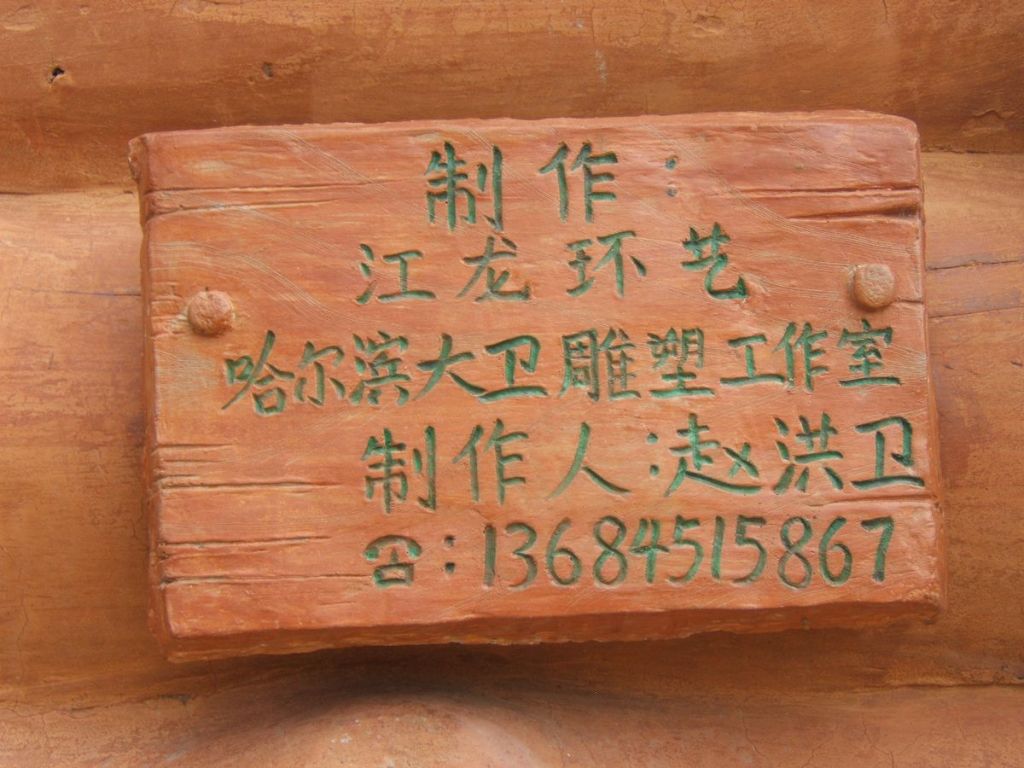 制作:
江龙环艺
哈尔滨大卫雕塑工作室
制作人:赵洪卫
☎:13684515867